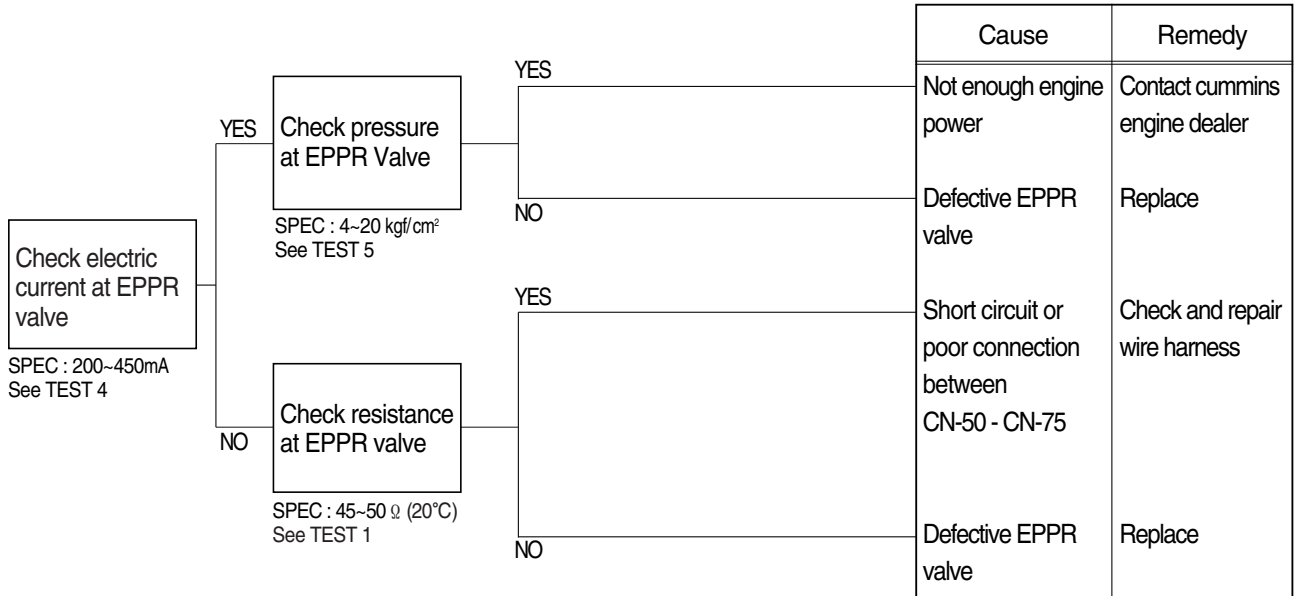 Check electric
current at EPPR
valve
SPEC : 200~450mA
See TEST 4
YES
Check pressure
at EPPR Valve
SPEC : 4~20 kgf/cm²
See TEST 5
NO
Check resistance
at EPPR valve
SPEC : 45~50 Ω (20°C)
See TEST 1
YES
NO
YES
NO
Cause
Remedy
Not enough engine
power
Contact cummins
engine dealer
Defective EPPR
valve
Replace
Short circuit or
poor connection
between
CN-50 - CN-75
Check and repair
wire harness
Defective EPPR
valve
Replace